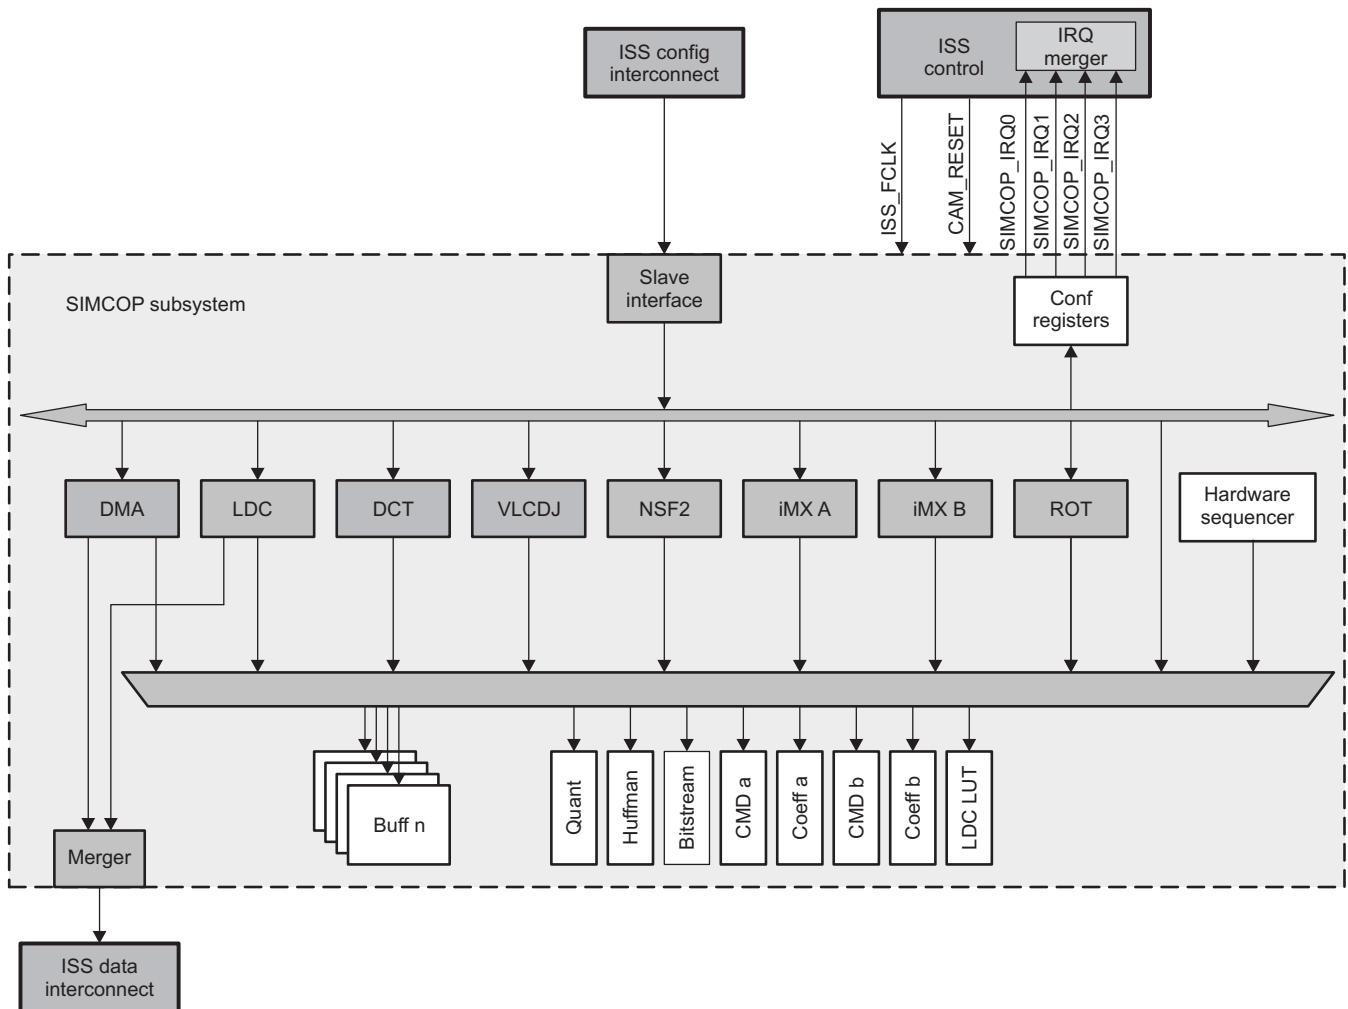 ISS config
interconnect
ISS
control
IRQ
merger
ISS_FCLK
CAM_RESET
SIMCOP_IRQ0
SIMCOP_IRQ1
SIMCOP_IRQ2
SIMCOP_IRQ3
SIMCOP subsystem
Slave
interface
Conf
registers
DMA
LDC
DCT
VLCDJ
NSF2
iMX A
iMX B
ROT
Hardware
sequencer
Buff n
Quant
Huffman
Bitstream
CMD a
Coeff a
CMD b
Coeff b
LDC LUT
Merger
ISS data
interconnect